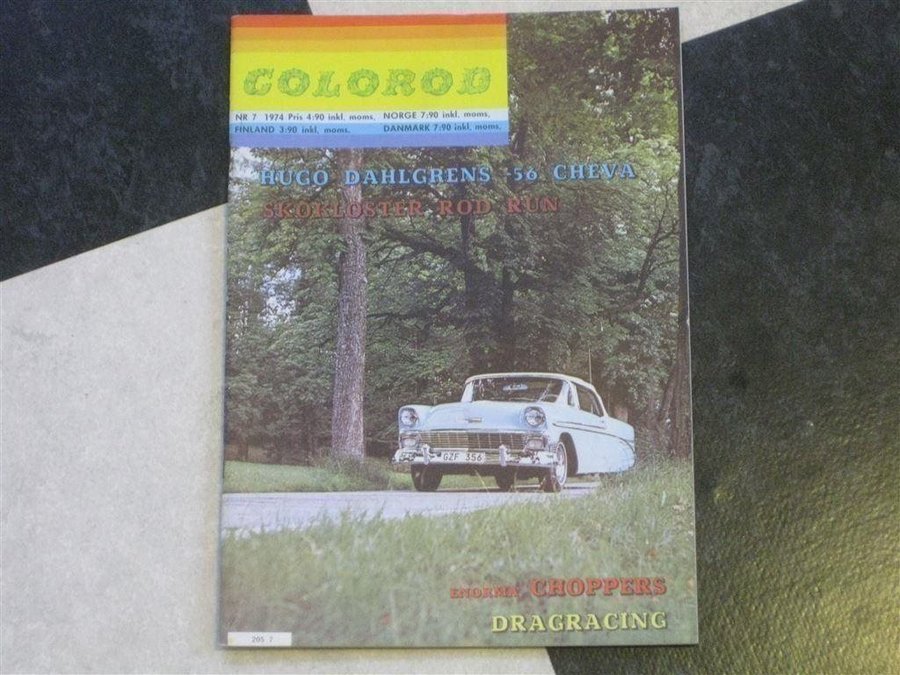 COLOROD
NR 7 1974 Pris 4:90 inkl. moms, NORGE 7:90 inkl. moms.
FINLAND 3:90 inkl. moms. DANMARK 7:90 inkl. moms.
HUGO DAHLGRENS -56 CHEVA
SKOKLOSTER ROD RUN
GZF 356
ENORMA CHOPPERS
DRAGRACING
205 7